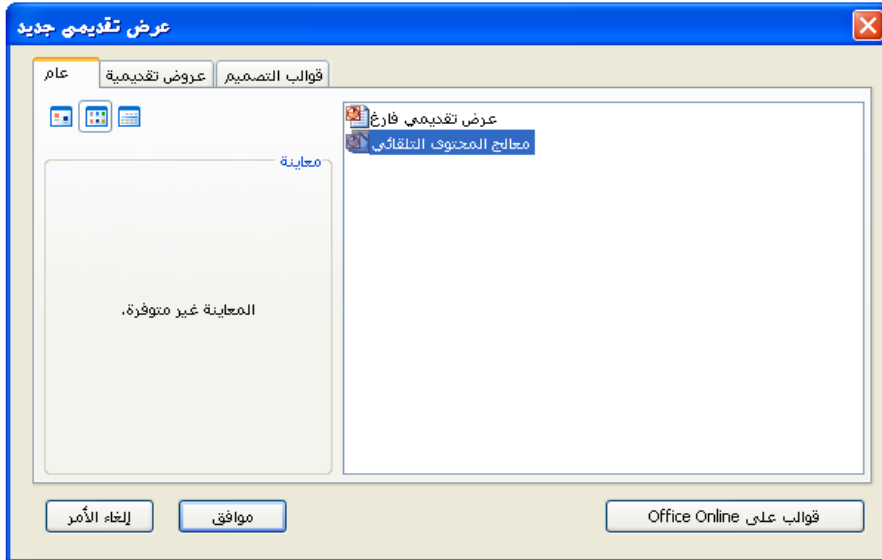 عرض تقديمي جديد
عام
عروض تقديمية
قوالب التصميم
عرض تقديمي فارغ
معالج المحتوى التلقائي
معاينة
المعاينة غير متوفرة.
إلغاء الأمر
موافق
قوالب على Office Online